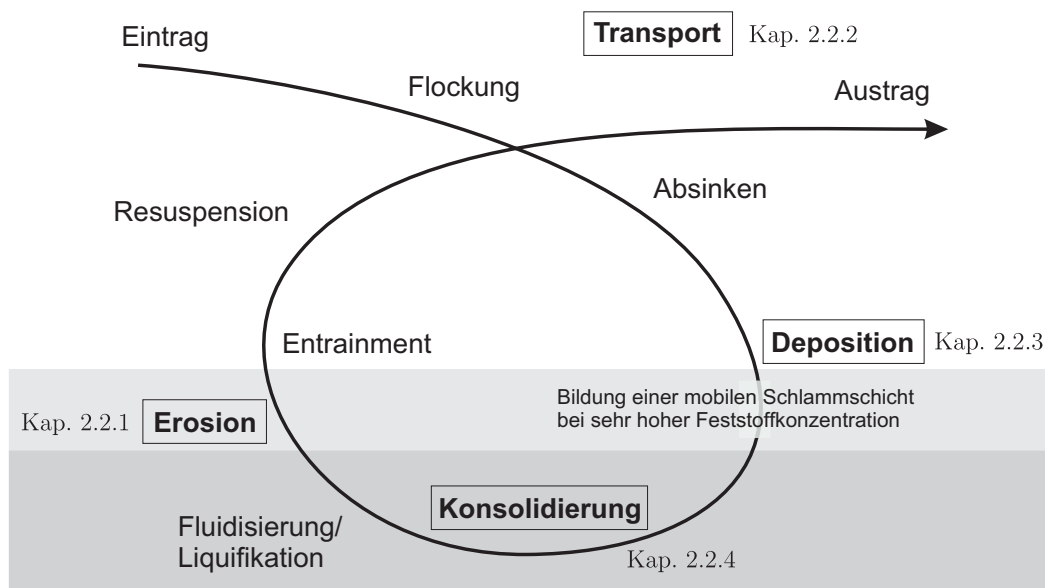 Eintrag
Transport Kap. 2.2.2
Flockung
Austrag
Absinken
Resuspension
Entrainment
Deposition Kap. 2.2.3
Bildung einer mobilen Schlammschicht
bei sehr hoher Feststoffkonzentration
Kap. 2.2.1 Erosion
Konsolidierung
Fluidisierung/
Liquifikation
Kap. 2.2.4